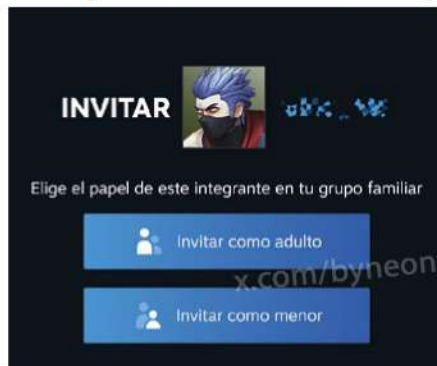 INVITAR
Elige el papel de este integrante en tu grupo familiar
Invitar como adulto
x.com/byneon
Invitar como menor